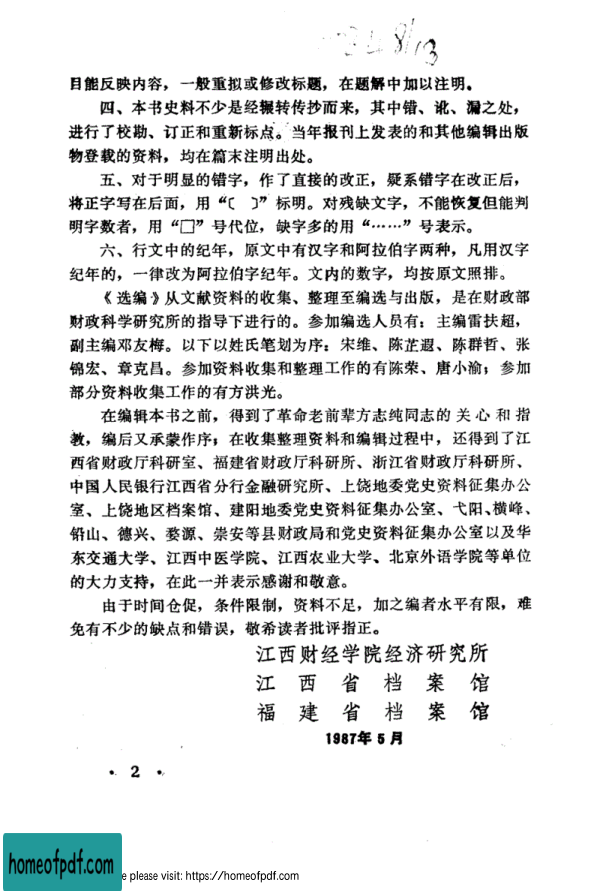 目能反映内容，一般重拟或修改标题，在题解中加以注明。
四、本书史料不少是经辗转传抄而来，其中错、讹、漏之处，
进行了校勘、订正和重新标点。当年报刊上发表的和其他编辑出版
物登载的资料，均在篇末注明出处。
五、对于明显的错字，作了直接的改正，疑系错字在改正后，
将正字写在后面，用“〔　〕”标明。对残缺文字，不能恢复但能判
明字数者，用“□”号代位，缺字多的用“……”号表示。
六、行文中的纪年，原文中有汉字和阿拉伯字两种，凡用汉字
纪年的，一律改为阿拉伯字纪年。文内的数字，均按原文照排。
《选编》从文献资料的收集、整理至编选与出版，是在财政部
财政科学研究所的指导下进行的。参加编选人员有：主编雷扶超，
副主编邓友梅。以下以姓氏笔划为序：宋维、陈芷遐、陈群哲、张
锦宏、章克昌。参加资料收集和整理工作的有陈荣、唐小渝；参加
部分资料收集工作的有方洪光。
在编辑本书之前，得到了革命老前辈方志纯同志的关心和指
教，编后又承蒙作序；在收集整理资料和编辑过程中，还得到了江
西省财政厅科研室、福建省财政厅科研所、浙江省财政厅科研所、
中国人民银行江西省分行金融研究所、上饶地委党史资料征集办公
室、上饶地区档案馆、建阳地委党史资料征集办公室、弋阳、横峰、
铅山、德兴、婺源、崇安等县财政局和党史资料征集办公室以及华
东交通大学、江西中医学院、江西农业大学、北京外语学院等单位
的大力支持，在此一并表示感谢和敬意。
由于时间仓促，条件限制，资料不足，加之编者水平有限，难
免有不少的缺点和错误，敬希读者批评指正。
江西财经学院经济研究所
江西省档案馆
福建省档案馆
1987年5月
· 2 ·
homeofpdf.com
e please visit: https://homeofpdf.com